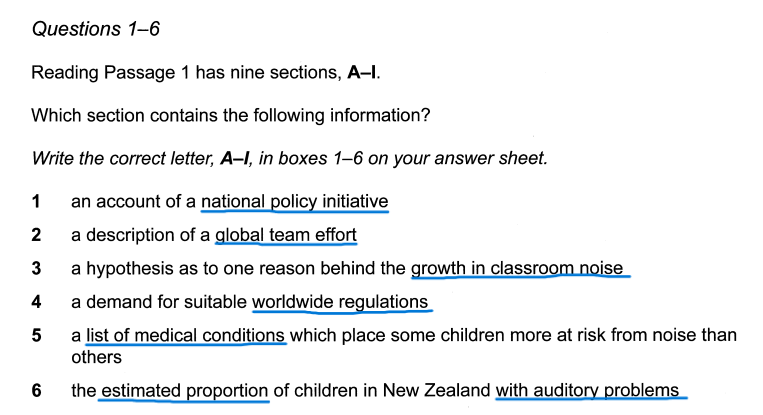 Questions 1–6
Reading Passage 1 has nine sections, A–I.
Which section contains the following information?
Write the correct letter, A–I, in boxes 1–6 on your answer sheet.
1 an account of a national policy initiative
2 a description of a global team effort
3 a hypothesis as to one reason behind the growth in classroom noise
4 a demand for suitable worldwide regulations
5 a list of medical conditions which place some children more at risk from noise than
others
6 the estimated proportion of children in New Zealand with auditory problems